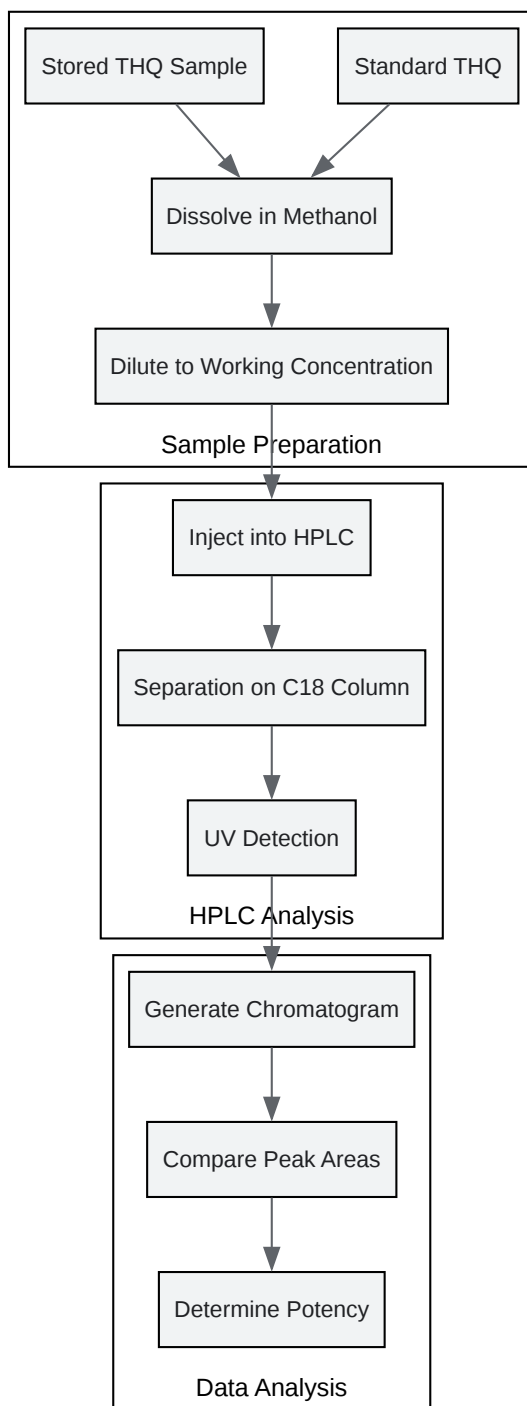 Stored THQ Sample
Standard THQ
Dissolve in Methanol
Dilute to Working Concentration
Sample Preparation
Inject into HPLC
Separation on C18 Column
UV Detection
HPLC Analysis
Generate Chromatogram
Compare Peak Areas
Determine Potency
Data Analysis